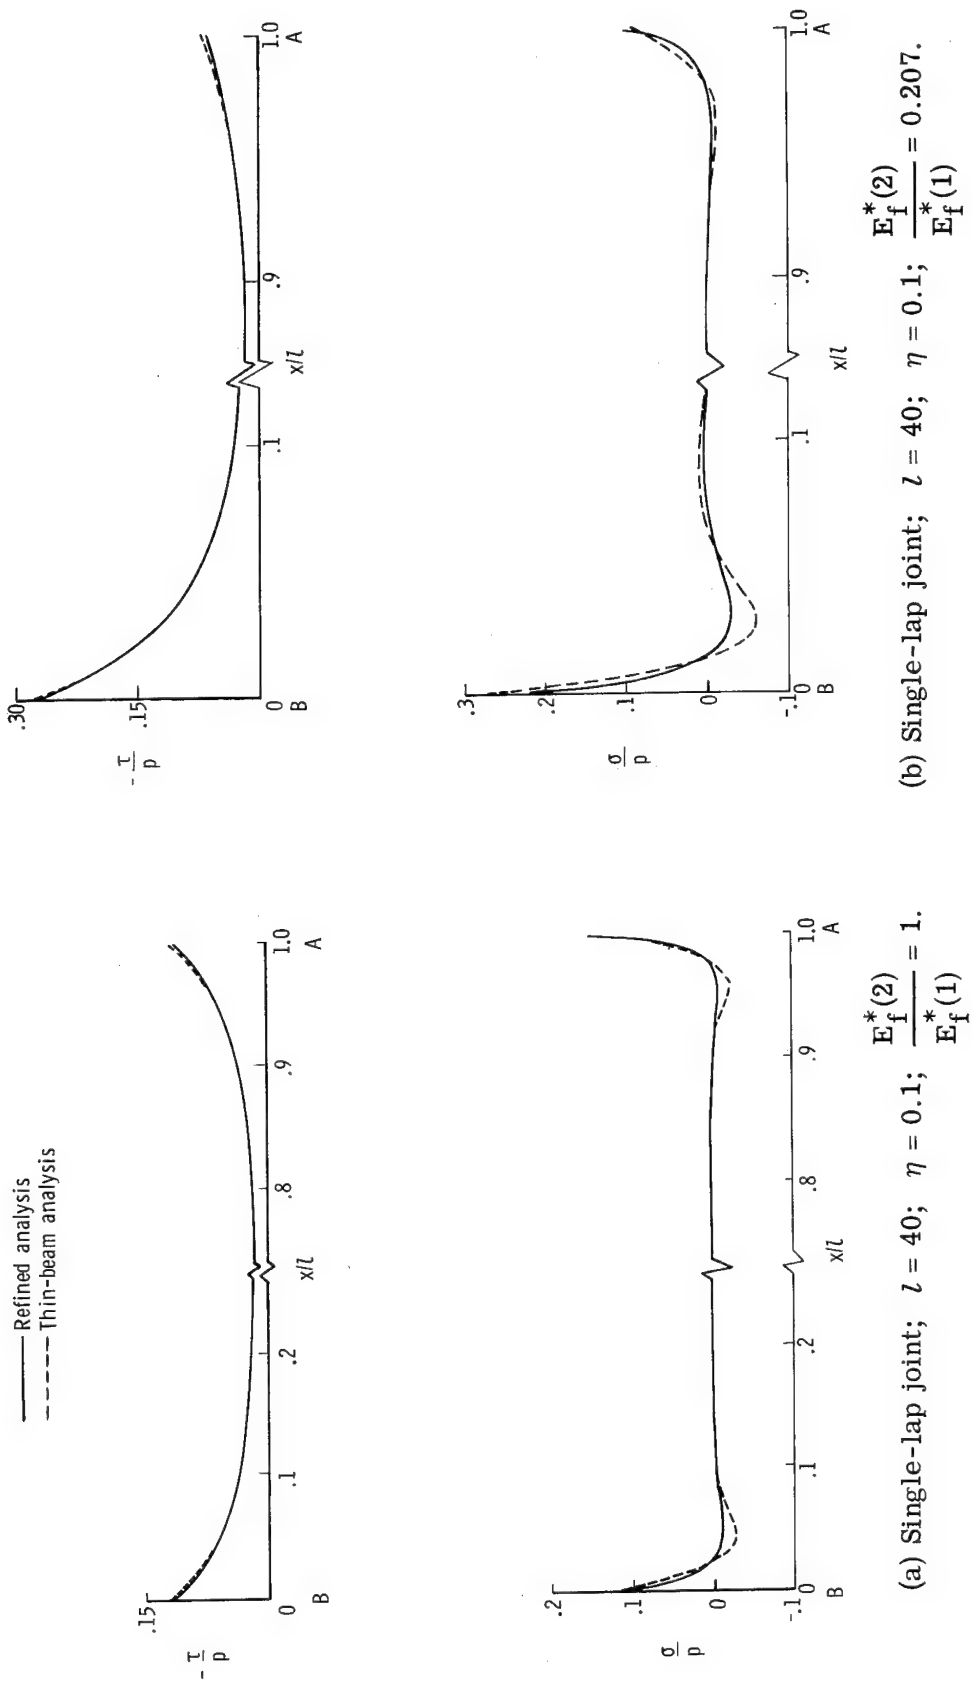 Refined analysis
Thin-beam analysis
.15
- τ/p
0
.1
.2
.8
.9
1.0
B
x/l
A
.2
.1
0
-.1
σ/p
0
.1
.2
.8
.9
1.0
B
x/l
A
(a) Single-lap joint; l = 40; η = 0.1; E*f(2)/E*f(1) = 1.
.30
.15
- τ/p
0
.1
.9
1.0
B
x/l
A
.3
.2
.1
0
-.1
σ/p
0
.1
.9
1.0
B
x/l
A
(b) Single-lap joint; l = 40; η = 0.1; E*f(2)/E*f(1) = 0.207.